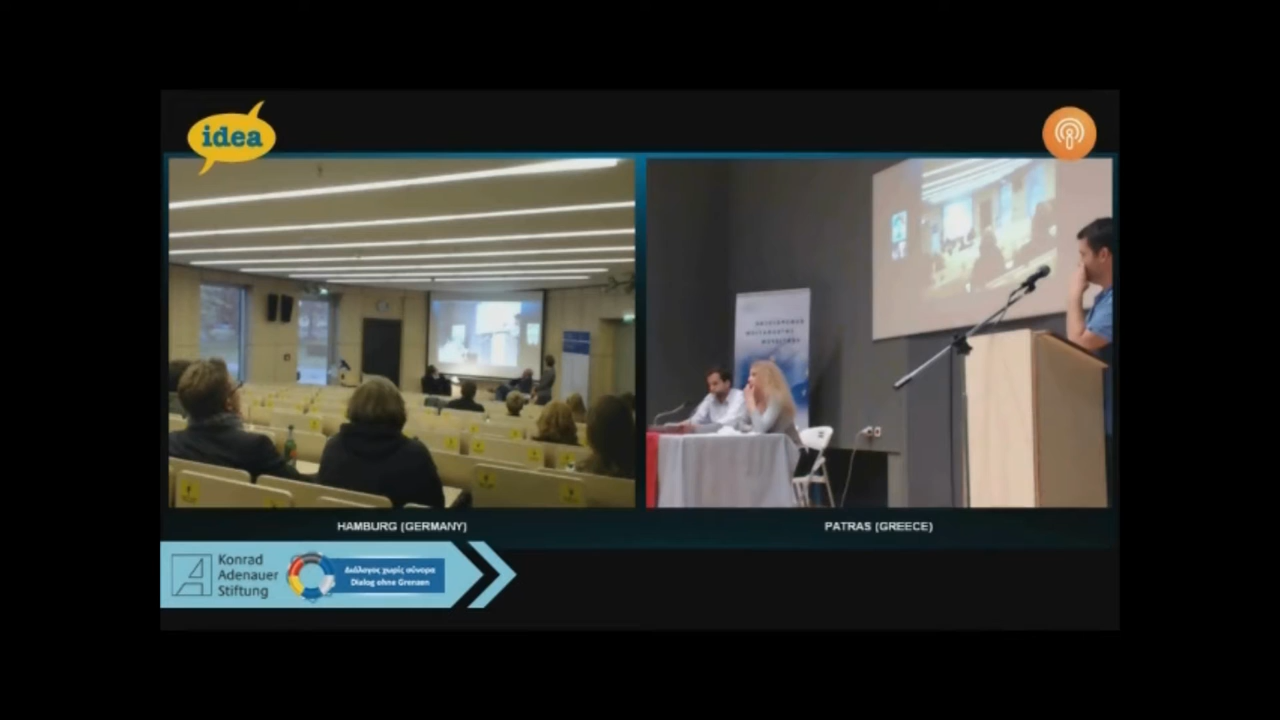 idea
HAMBURG (GERMANY)
PATRAS (GREECE)
Konrad
Adenauer
Stiftung
Διάλογος χωρίς σύνορα
Dialog ohne Grenzen